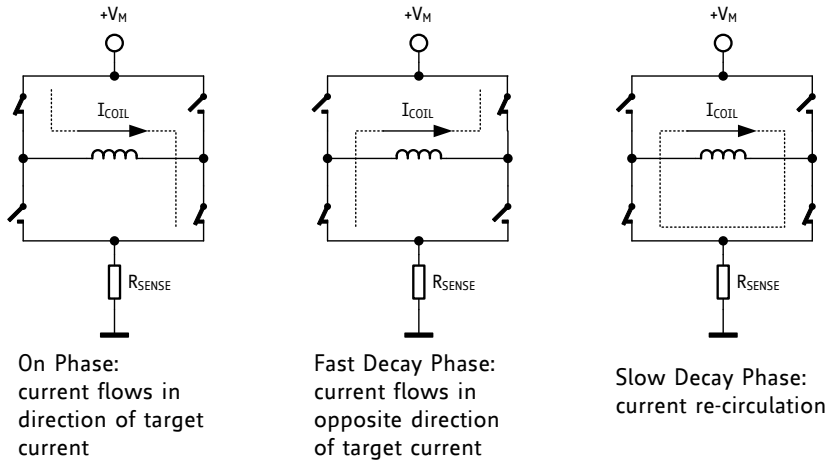 +VM
ICOIL
RSENSE
On Phase:
current flows in
direction of target
current
+VM
ICOIL
RSENSE
Fast Decay Phase:
current flows in
opposite direction
of target current
+VM
ICOIL
RSENSE
Slow Decay Phase:
current re-circulation